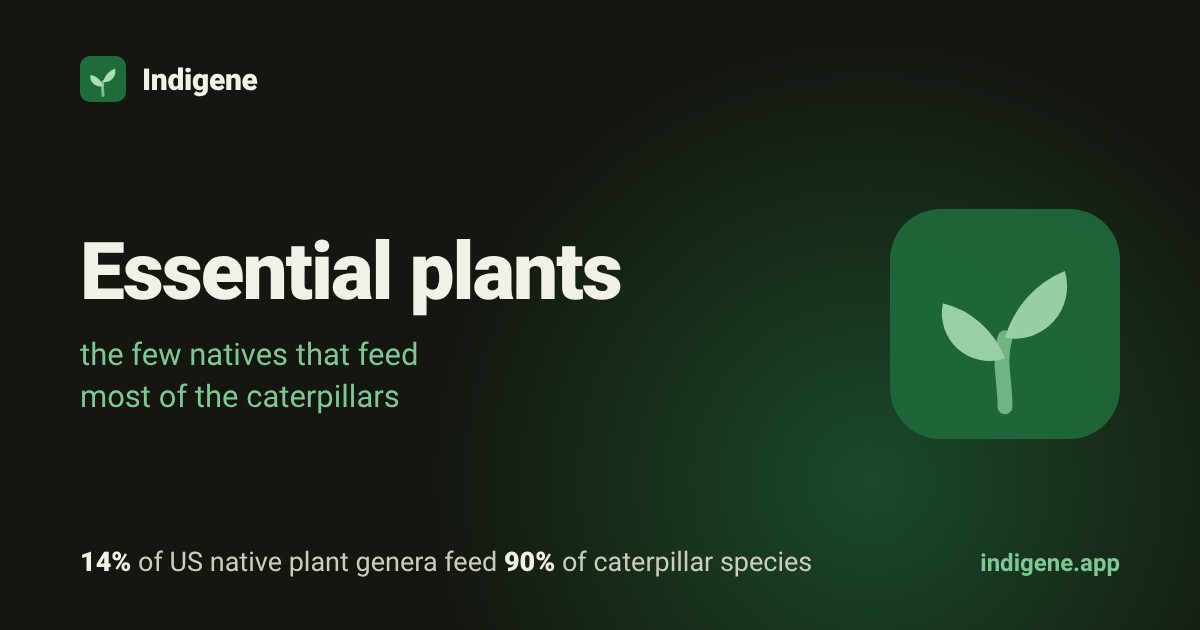 Indigene
Essential plants
the few natives that feed
most of the caterpillars
14% of US native plant genera feed 90% of caterpillar species
indigene.app